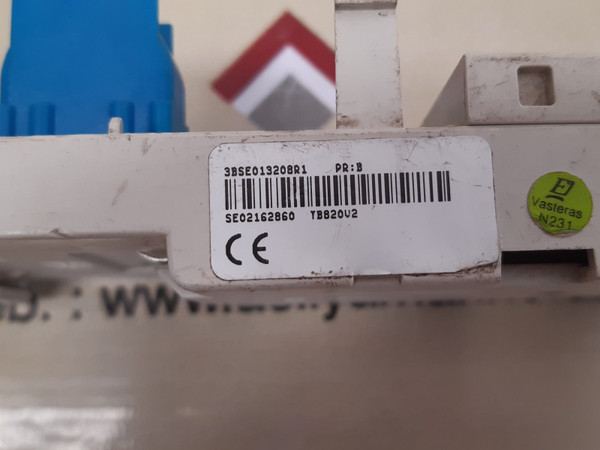 3BSE013208R1 PR:B
SE02162860 TB820V2
CE
Vasteras
N231